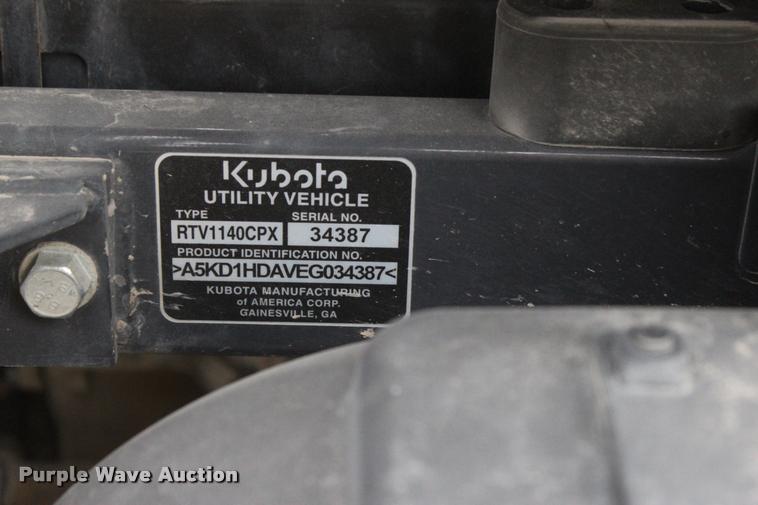 Kubota
UTILITY VEHICLE
TYPE SERIAL NO.
RTV1140CPX 34387
PRODUCT IDENTIFICATION NO.
>A5KD1HDAVEG034387<
KUBOTA MANUFACTURING
of AMERICA CORP.
GAINESVILLE, GA
Purple Wave Auction